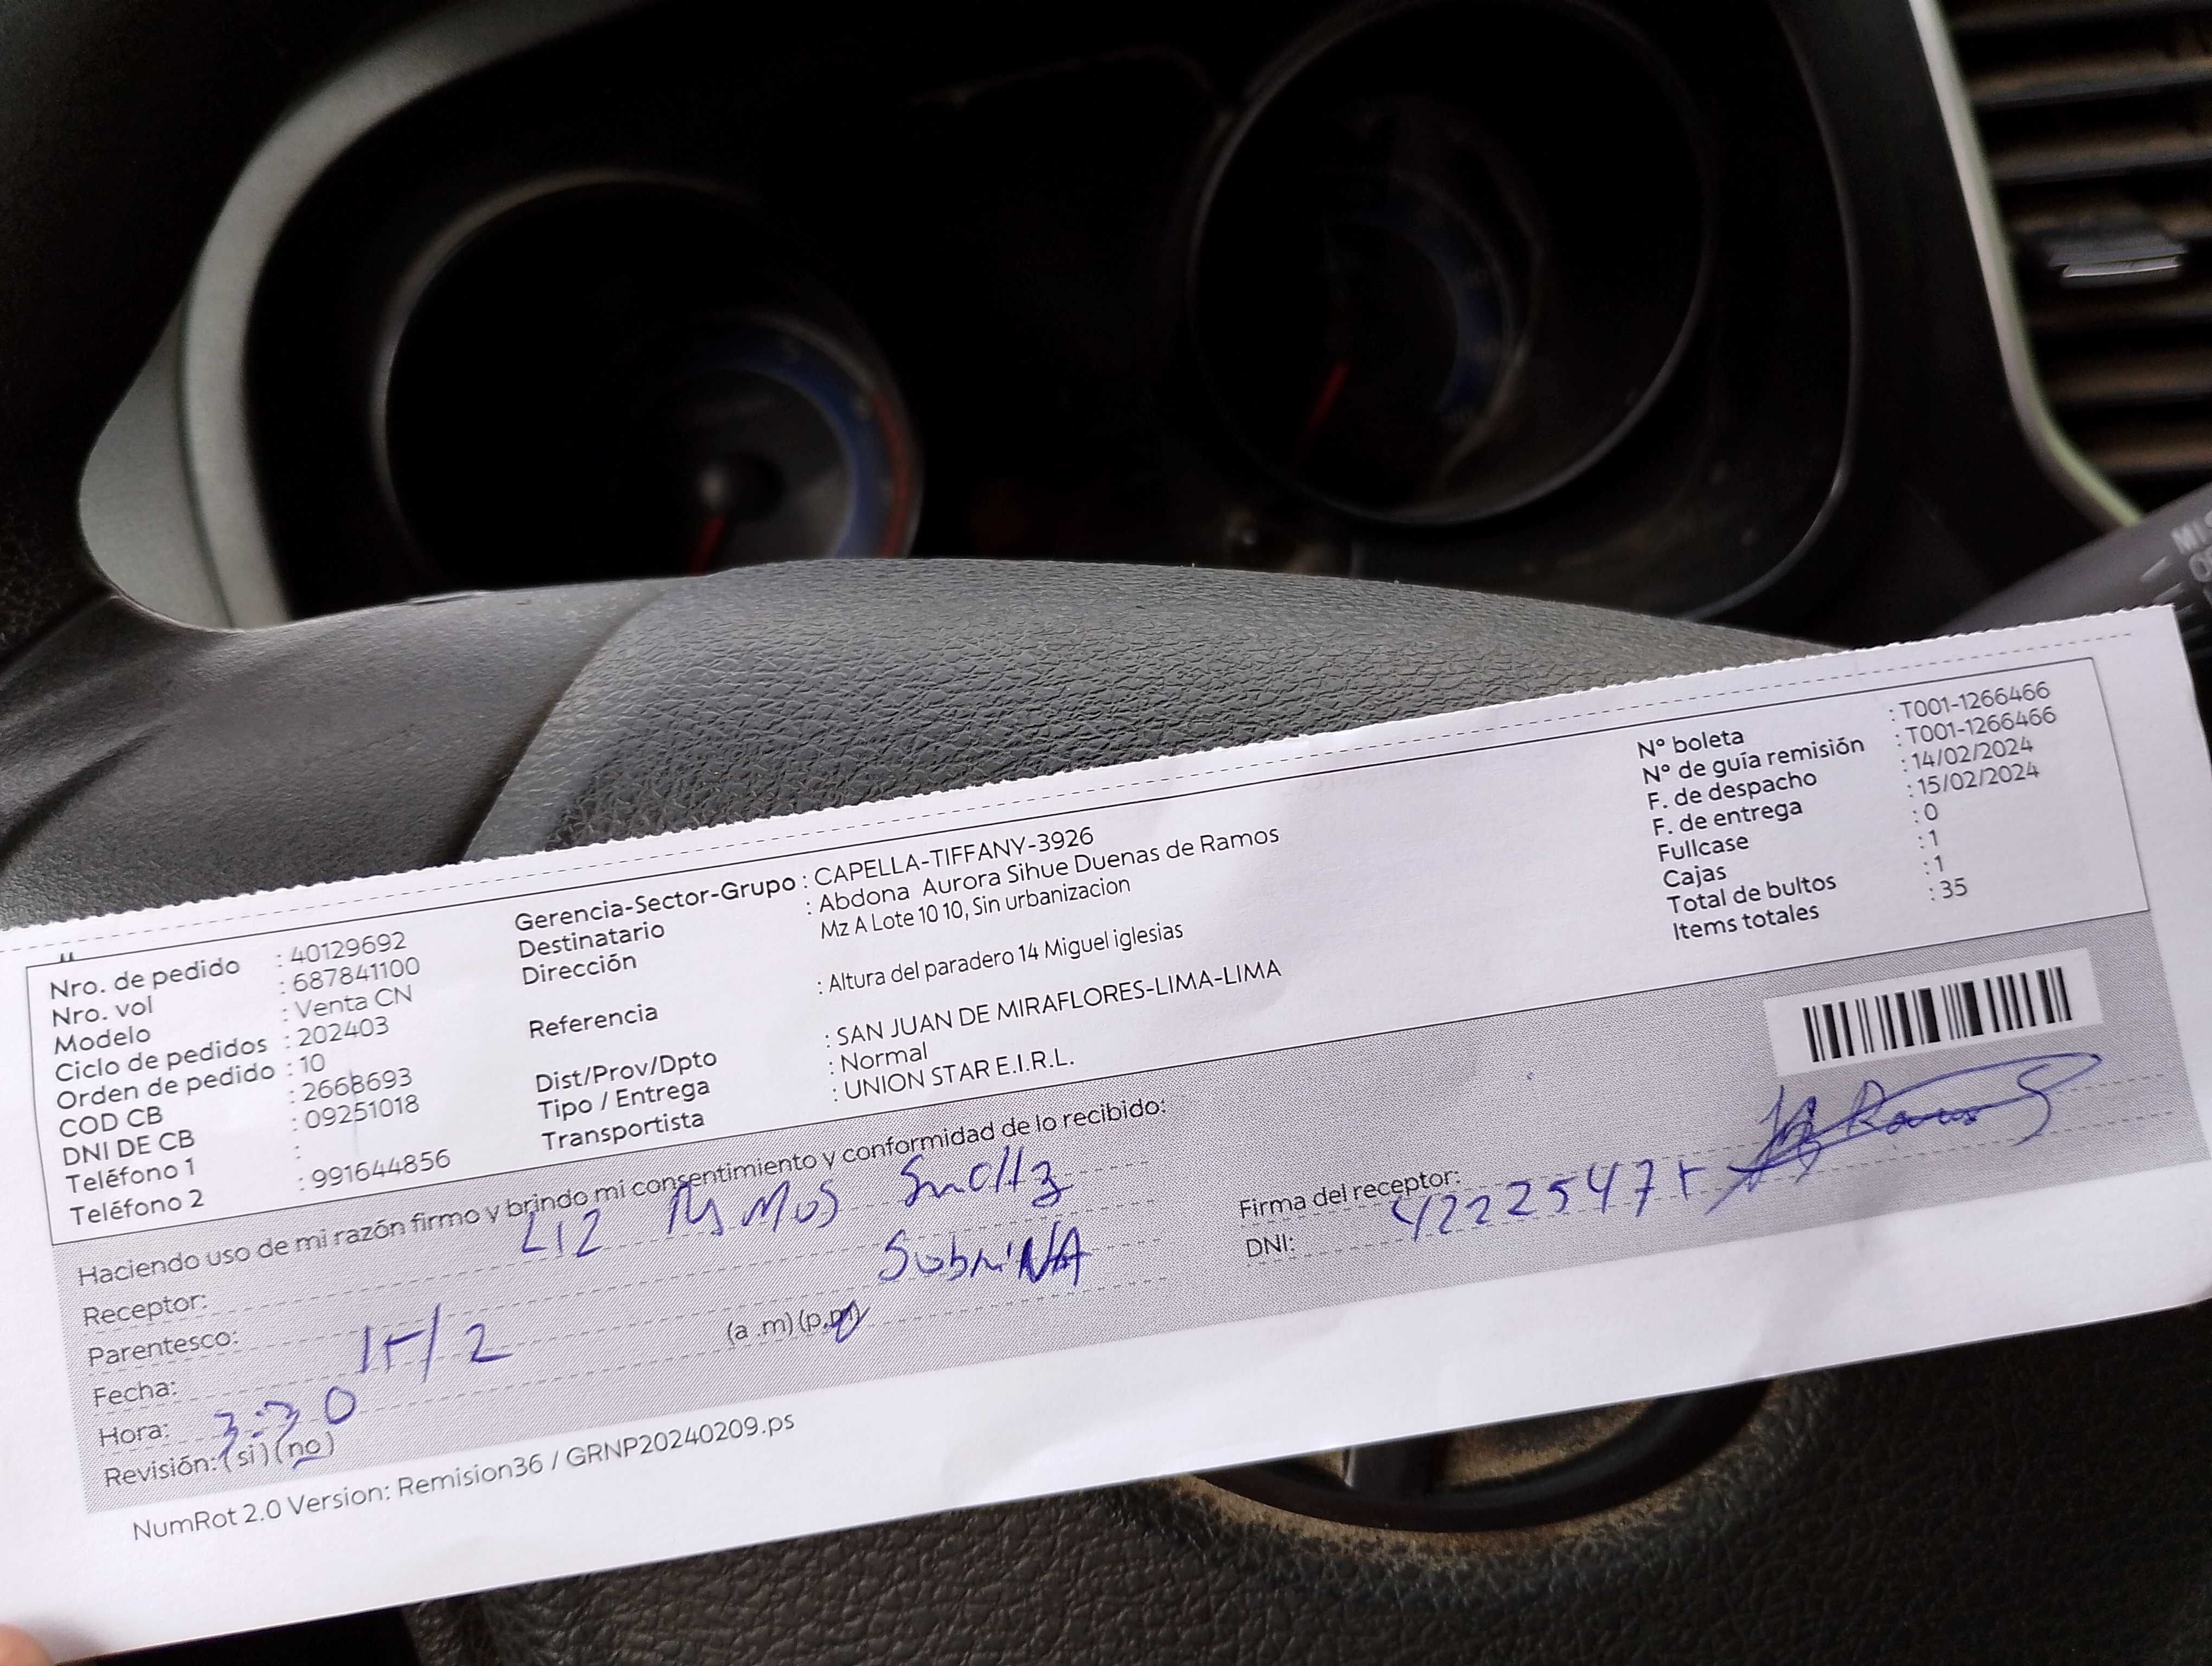 Nro. de pedido : 40129692
Nro. vol : 687841100
Modelo : Venta CN
Ciclo de pedidos : 202403
Orden de pedido : 10
COD CB : 2668693
DNI DE CB : 09251018
Teléfono 1 :
Teléfono 2 : 991644856
Gerencia-Sector-Grupo : CAPELLA-TIFFANY-3926
Destinatario : Abdona Aurora Sihue Duenas de Ramos
Dirección Mz A Lote 10 10, Sin urbanizacion
Referencia : Altura del paradero 14 Miguel iglesias
Dist/Prov/Dpto : SAN JUAN DE MIRAFLORES-LIMA-LIMA
Tipo / Entrega : Normal
Transportista : UNION STAR E.I.R.L.
N° boleta : T001-1266466
N° de guía remisión : T001-1266466
F. de despacho : 14/02/2024
F. de entrega : 15/02/2024
Fullcase : 0
Cajas : 1
Total de bultos : 1
Items totales : 35
Haciendo uso de mi razón firmo y brindo mi consentimiento y conformidad de lo recibido:
Receptor: LIZ RAMOS
Parentesco: SobriNA
Fecha: 15/2
Hora: 3:30 (a .m) (p.m)
Revisión: (si) (no)
Firma del receptor:
DNI: 42225475
NumRot 2.0 Version: Remision36 / GRNP20240209.ps